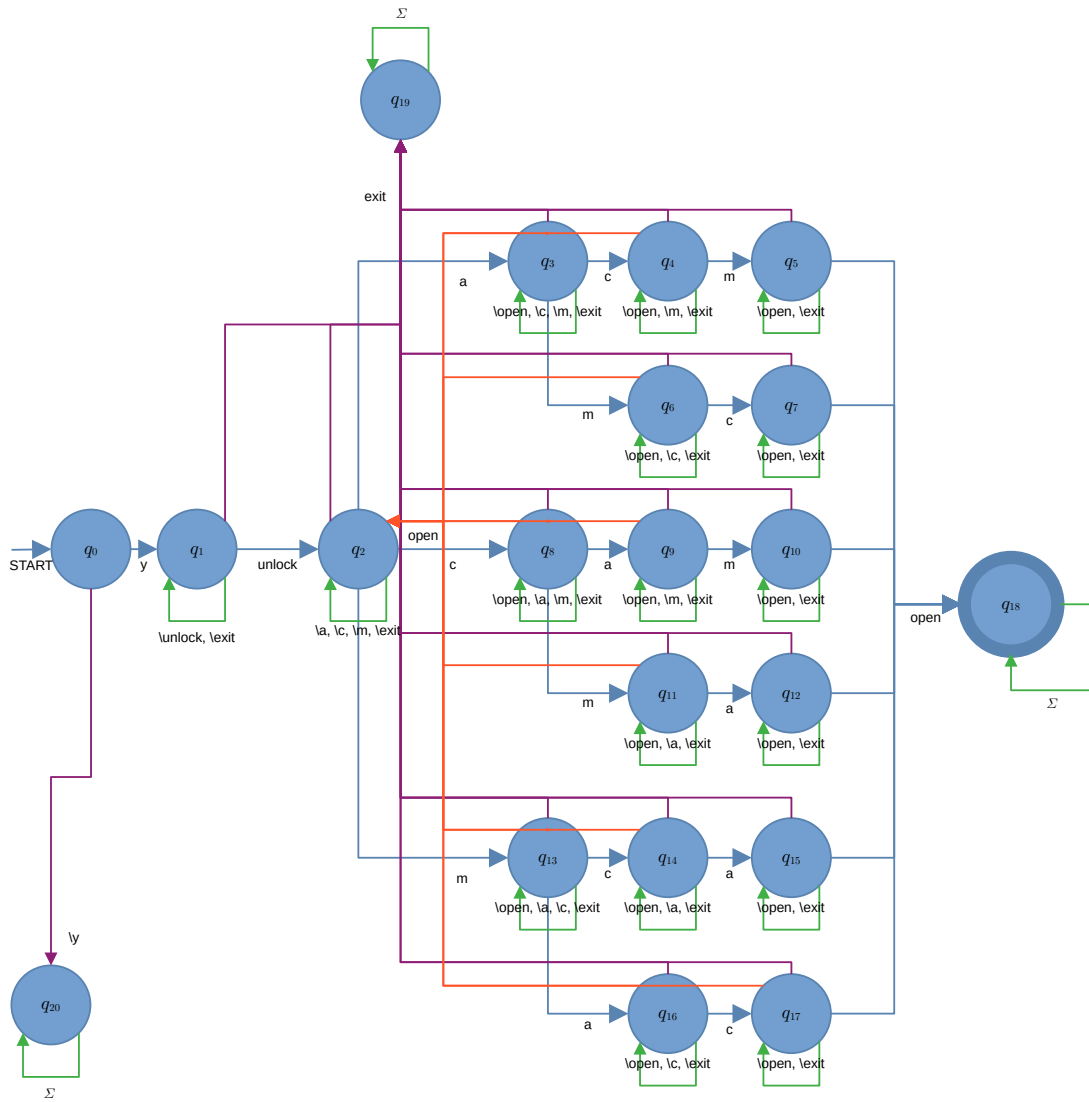 Σ
q19
exit
q3
q4
q5
a
c
m
\open, \c, \m, \exit
\open, \m, \exit
\open, \exit
q6
q7
m
c
\open, \c, \exit
\open, \exit
START
q0
y
q1
unlock
q2
open
c
q8
a
q9
m
q10
\unlock, \exit
\a, \c, \m, \exit
\open, \a, \m, \exit
\open, \m, \exit
\open, \exit
open
q18
Σ
q11
q12
m
a
\open, \a, \exit
\open, \exit
q13
q14
q15
m
c
a
\open, \a, \c, \exit
\open, \a, \exit
\open, \exit
\y
q20
Σ
q16
q17
a
c
\open, \c, \exit
\open, \exit